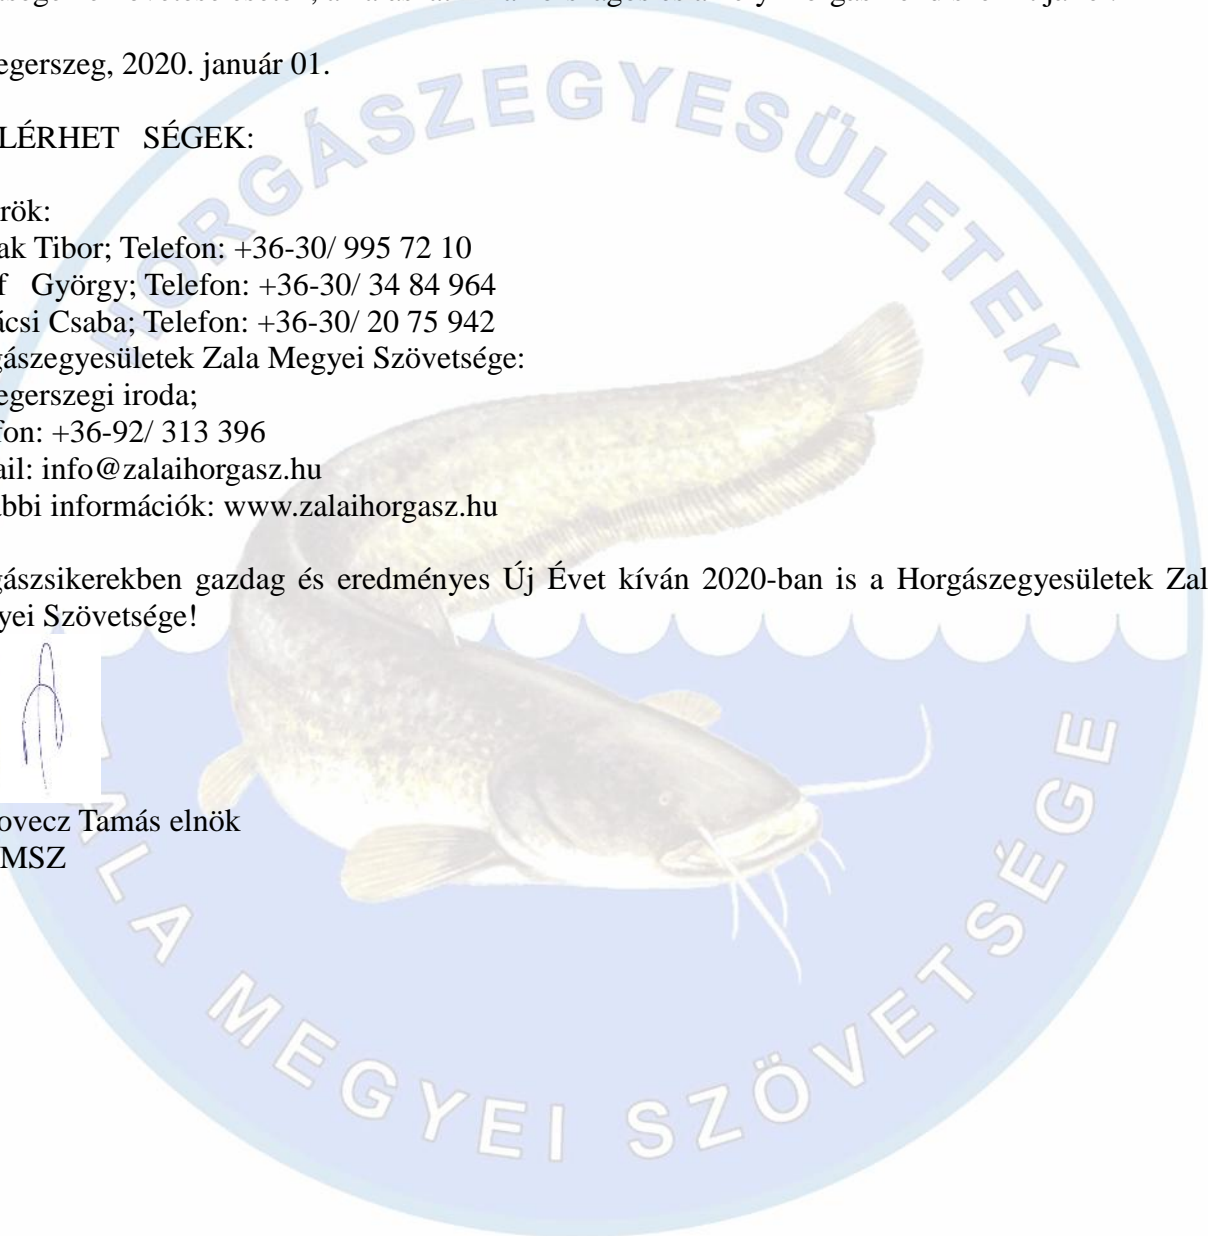 egerszeg, 2020. január 01.
LÉRHET SÉGEK:
rök:
ak Tibor; Telefon: +36-30/ 995 72 10
f György; Telefon: +36-30/ 34 84 964
ácsi Csaba; Telefon: +36-30/ 20 75 942
gászegyesületek Zala Megyei Szövetsége:
egerszegi iroda;
fon: +36-92/ 313 396
ail: info@zalaihorgasz.hu
ábbi információk: www.zalaihorgasz.hu
gászsikerekben gazdag és eredményes Új Évet kíván 2020-ban is a Horgászegyesületek Zal
yei Szövetsége!
ovecz Tamás elnök
MSZ
HORGÁSZEGYESÜLETEK
ALA MEGYEI SZÖVETSÉGE